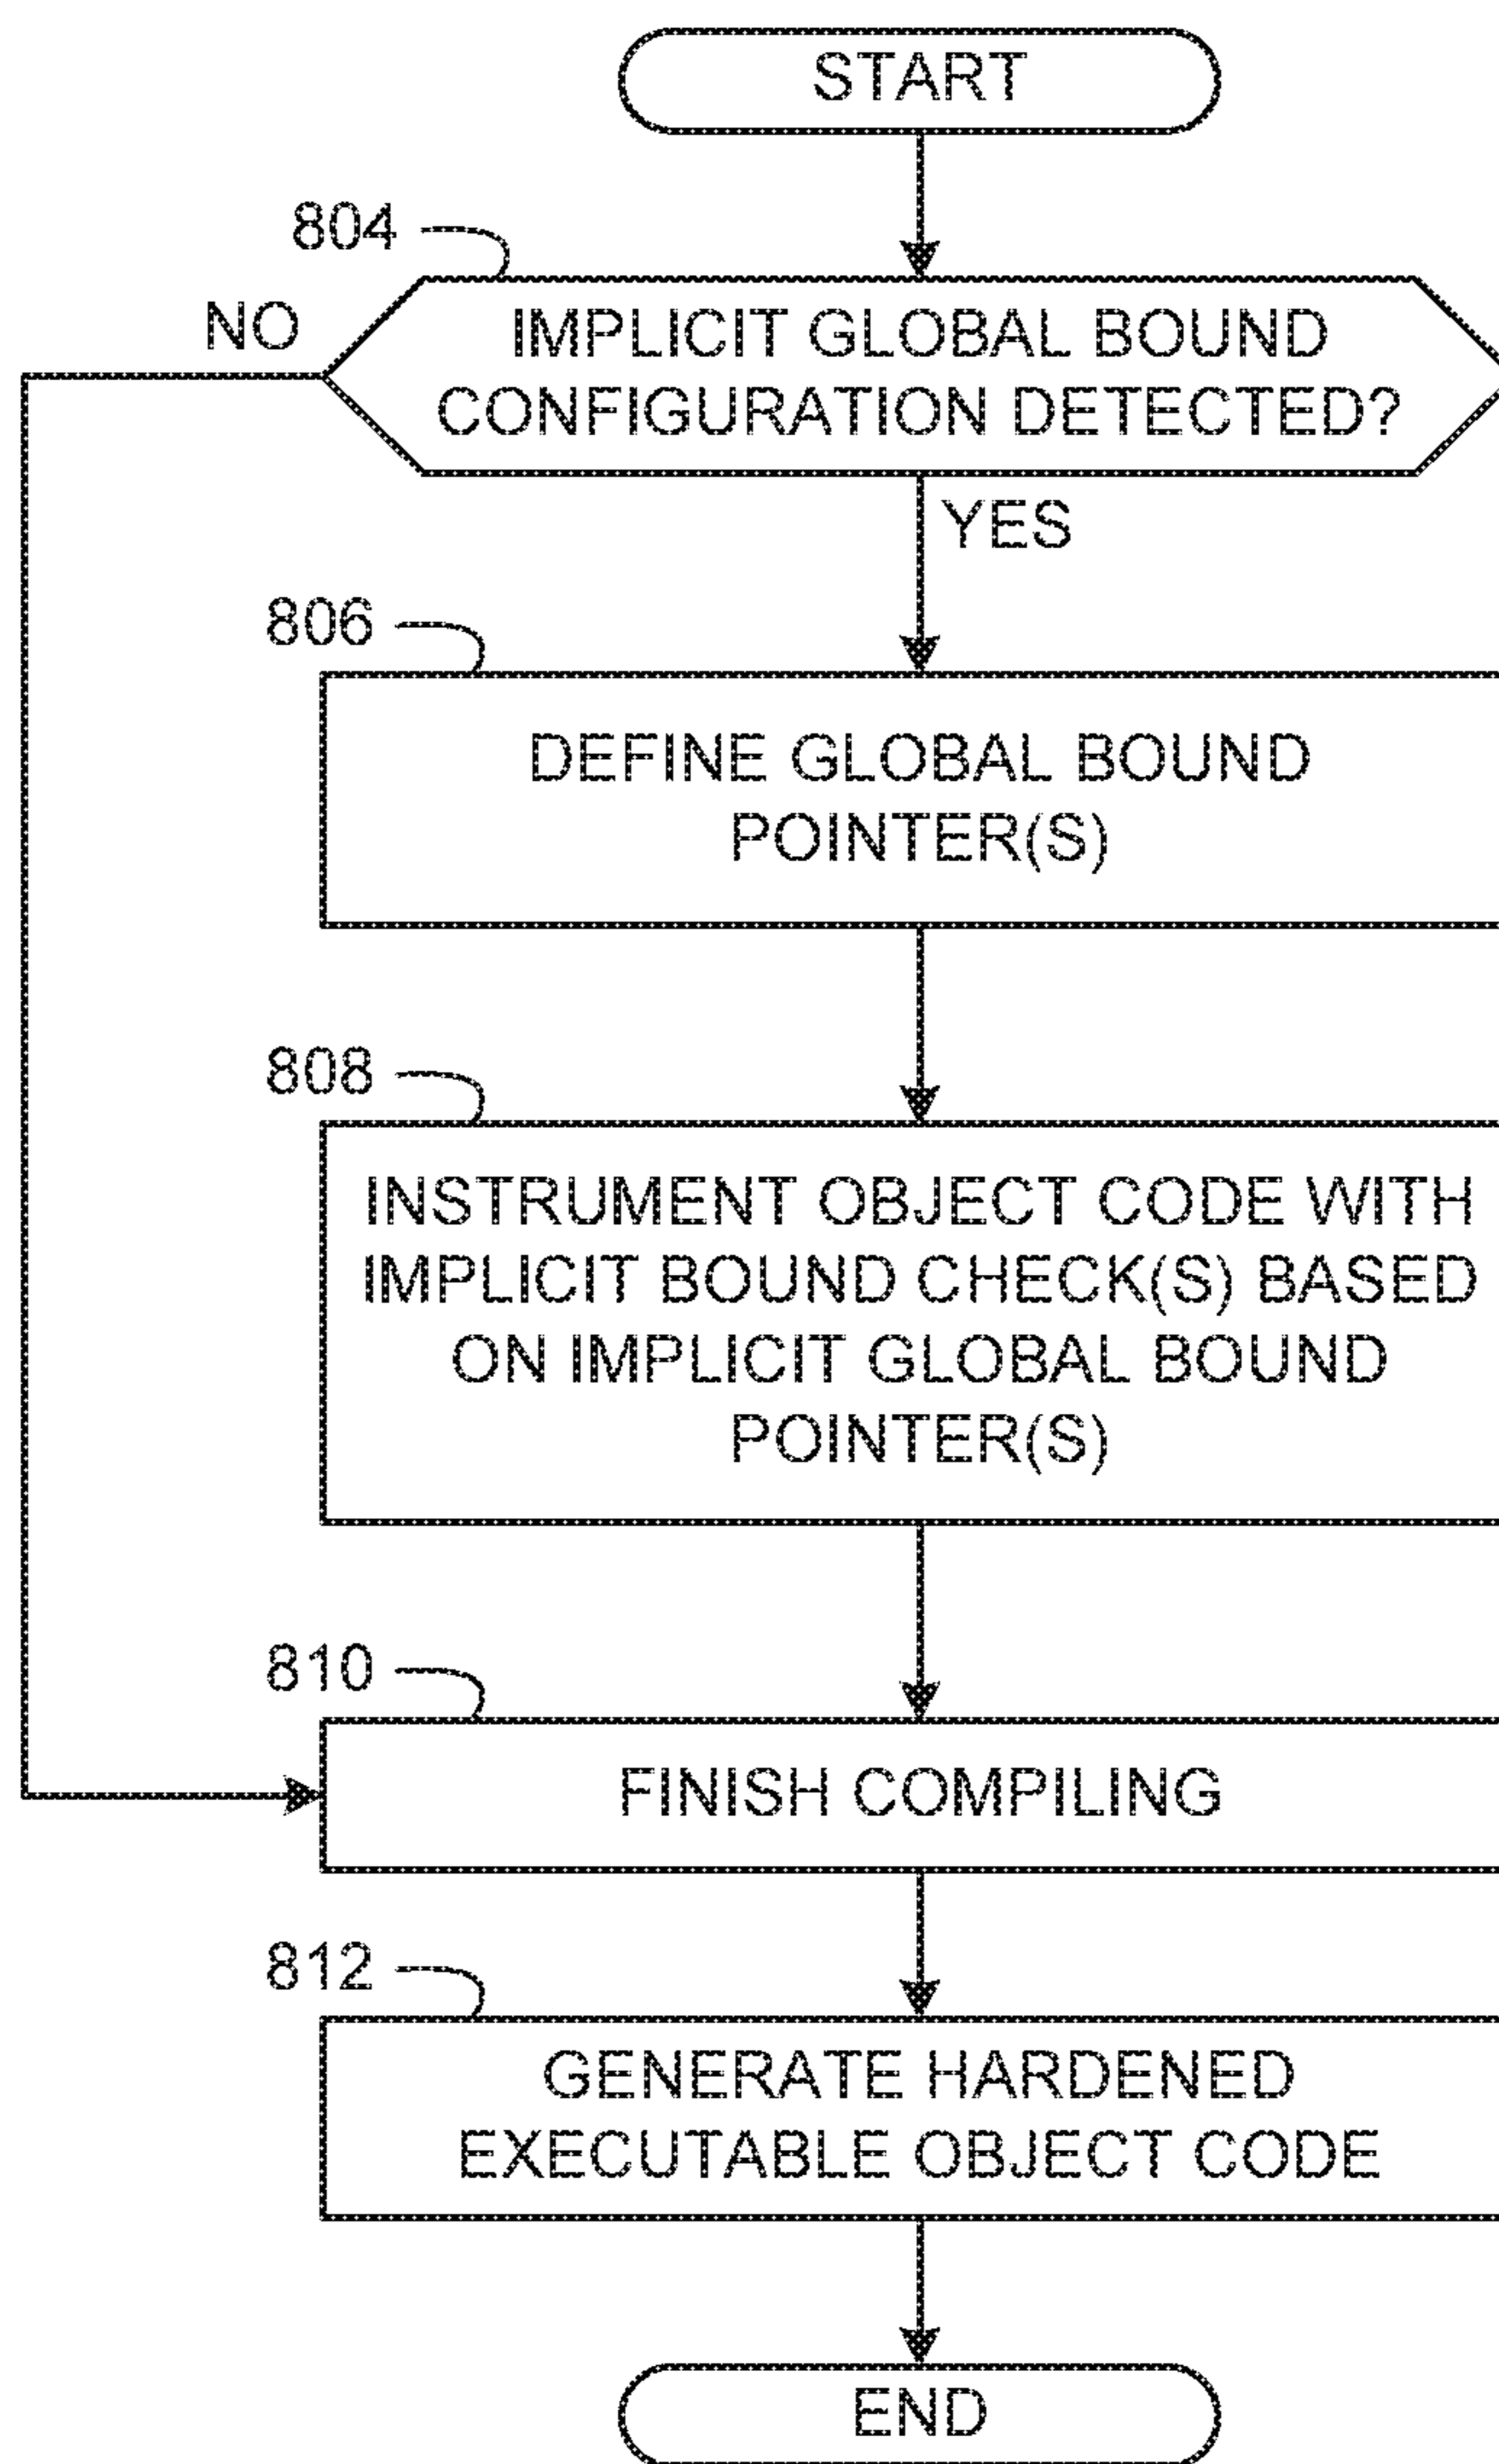 START
804
NO
IMPLICIT GLOBAL BOUND
CONFIGURATION DETECTED?
YES
806
DEFINE GLOBAL BOUND
POINTER(S)
808
INSTRUMENT OBJECT CODE WITH
IMPLICIT BOUND CHECK(S) BASED
ON IMPLICIT GLOBAL BOUND
POINTER(S)
810
FINISH COMPILING
812
GENERATE HARDENED
EXECUTABLE OBJECT CODE
END